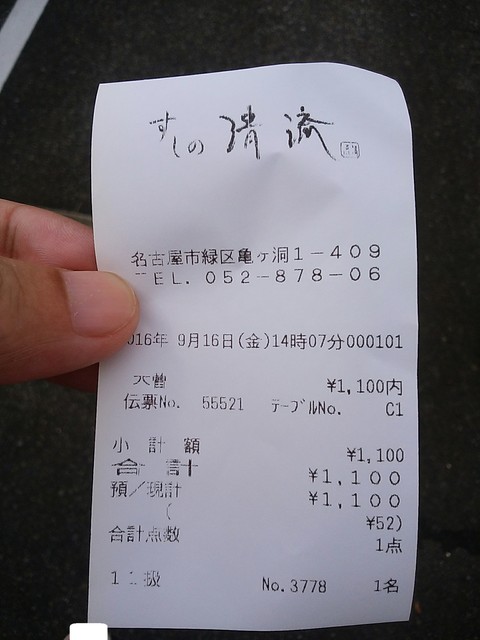 すしの 清流
名古屋市緑区亀ヶ洞1-409
TEL. 052-878-06
016年 9月16日(金)14時07分000101
¥1,100内
伝票No. 55521 テーブルNo. C1
小計額 ¥1,100
合計 ¥1,100
預/現計 ¥1,100
( ¥52)
合計点数 1点
No.3778 1名